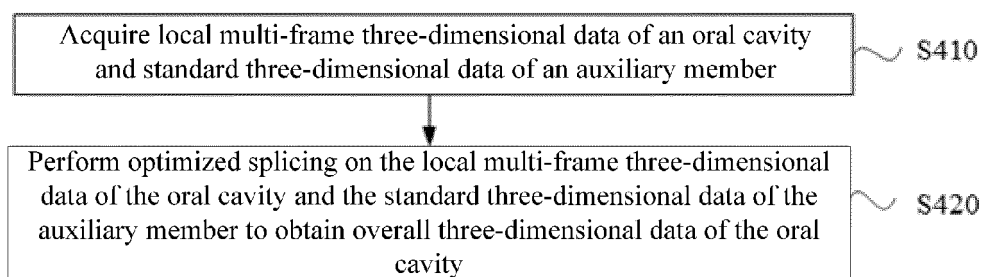 Acquire local multi-frame three-dimensional data of an oral cavity
and standard three-dimensional data of an auxiliary member
S410
Perform optimized splicing on the local multi-frame three-dimensional
data of the oral cavity and the standard three-dimensional data of the
auxiliary member to obtain overall three-dimensional data of the oral
cavity
S420